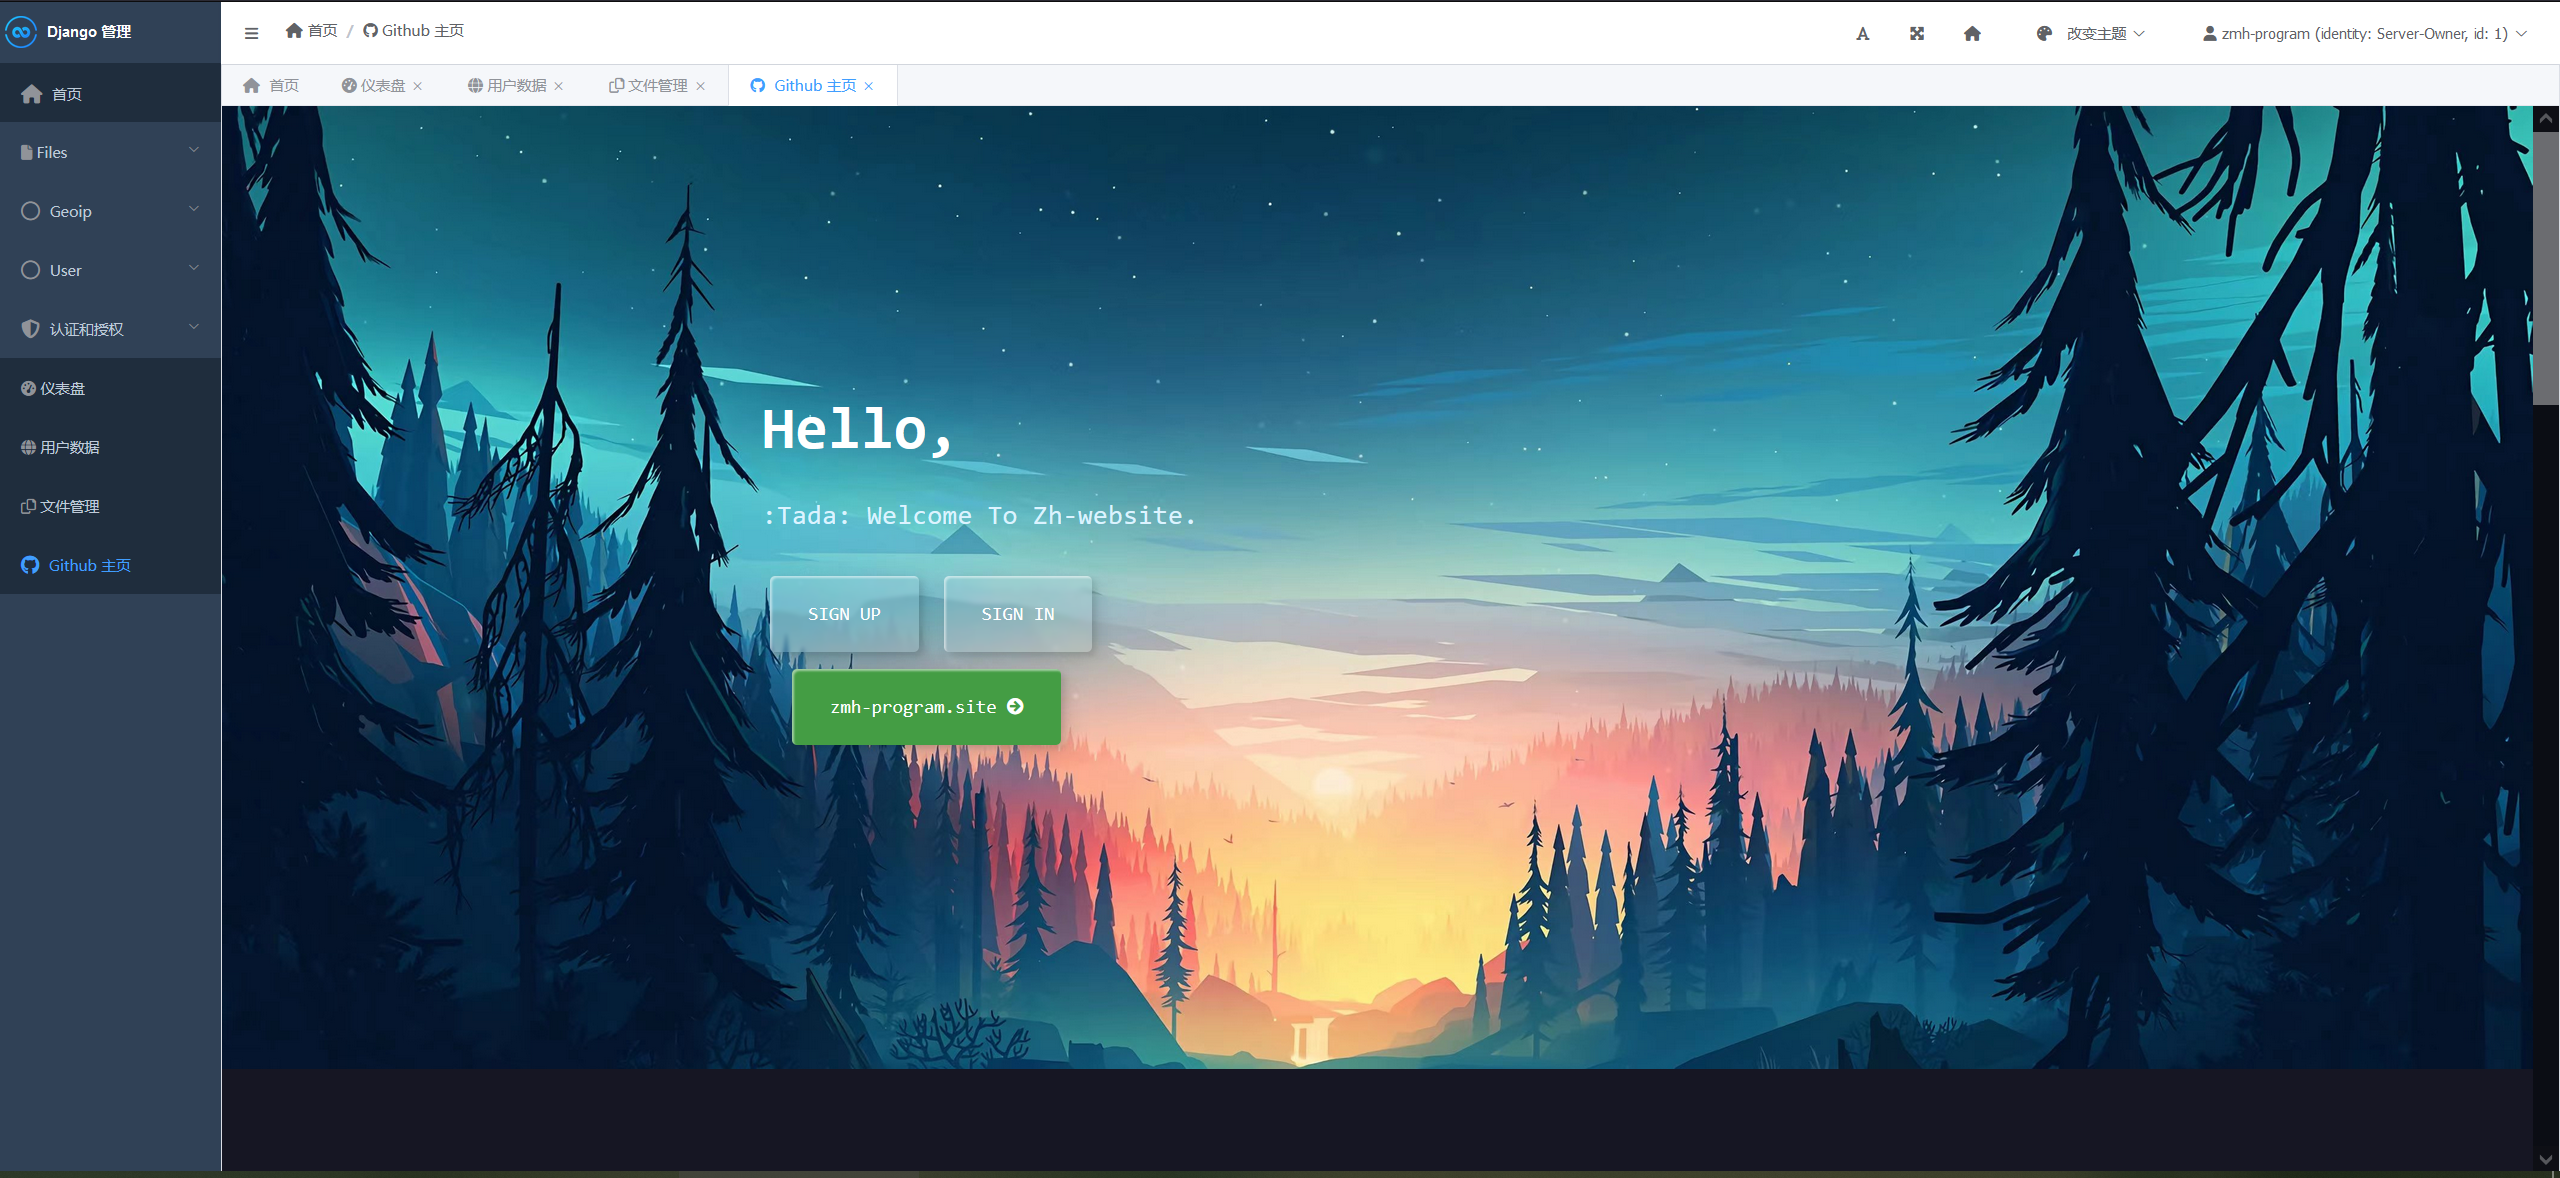 Django 管理
首页 / Github 主页
A
改变主题
zmh-program (identity: Server-Owner, id: 1)
首页
仪表盘
用户数据
文件管理
Github 主页
首页
Files
Geoip
User
认证和授权
仪表盘
用户数据
文件管理
Github 主页
Hello,
:Tada: Welcome To Zh-website.
SIGN UP
SIGN IN
zmh-program.site